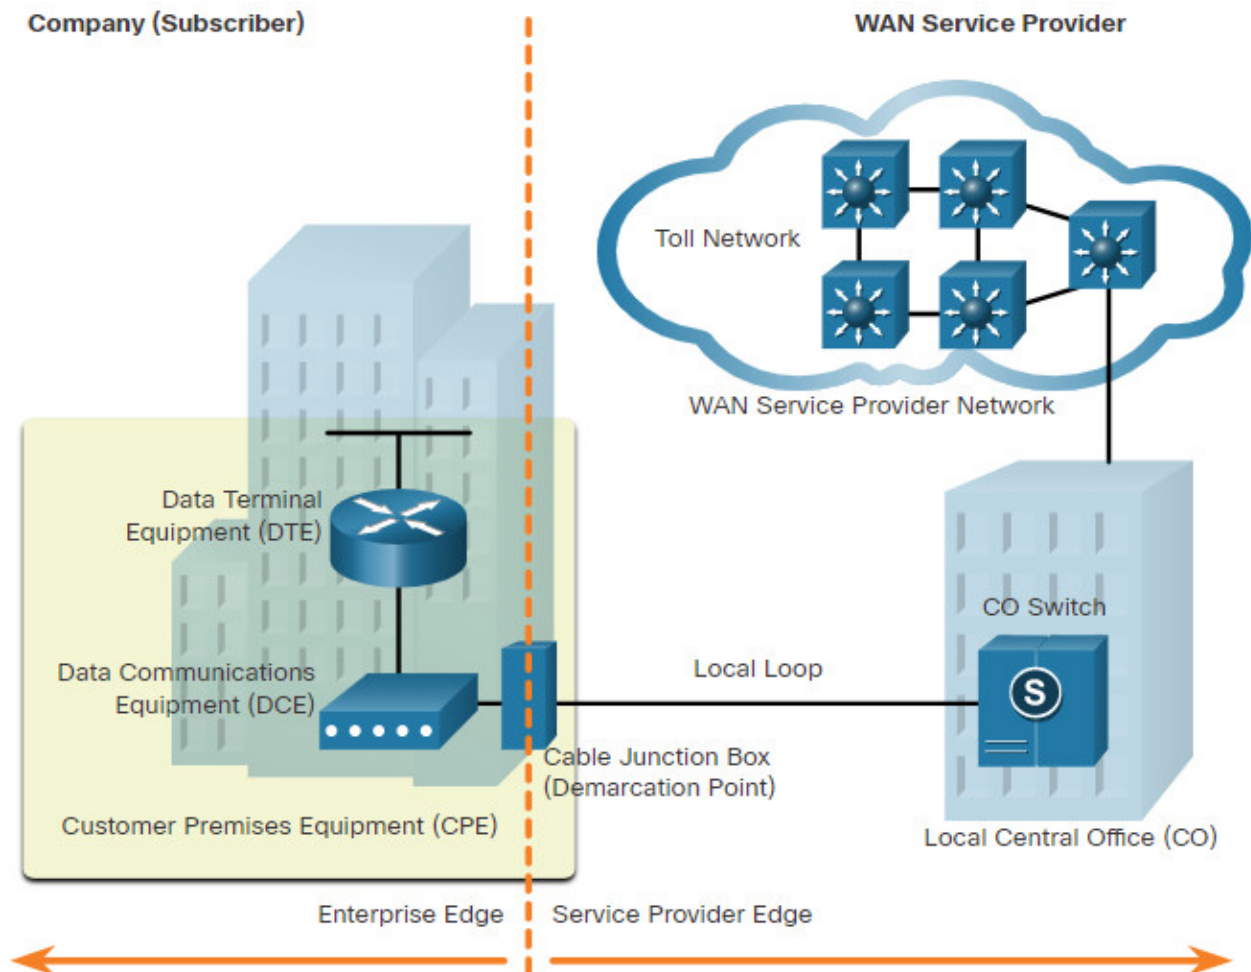 Company (Subscriber)
WAN Service Provider
Toll Network
WAN Service Provider Network
Data Terminal
Equipment (DTE)
CO Switch
S
Data Communications
Equipment (DCE)
Local Loop
Cable Junction Box
(Demarcation Point)
Customer Premises Equipment (CPE)
Local Central Office (CO)
Enterprise Edge
Service Provider Edge